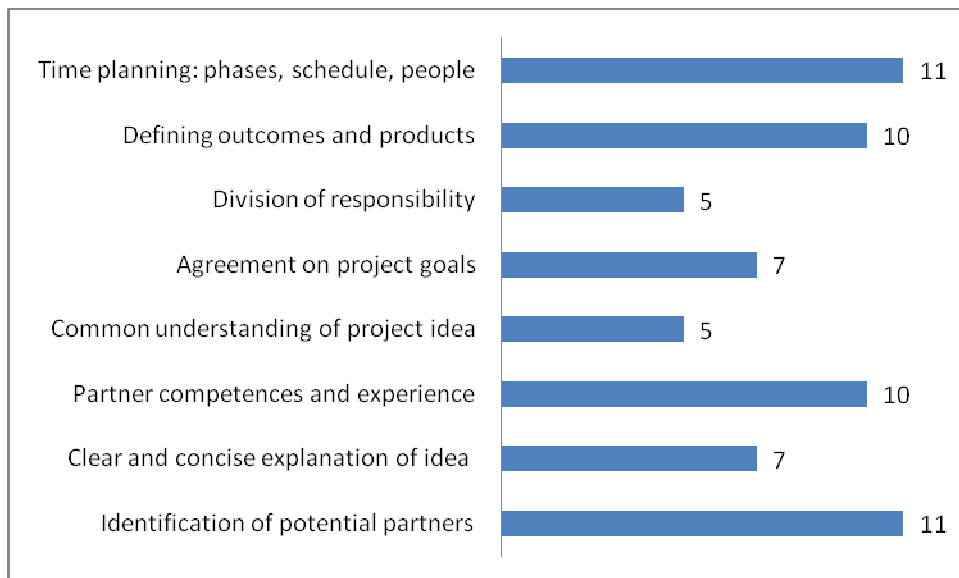 Time planning: phases, schedule, people 11
Defining outcomes and products 10
Division of responsibility 5
Agreement on project goals 7
Common understanding of project idea 5
Partner competences and experience 10
Clear and concise explanation of idea 7
Identification of potential partners 11